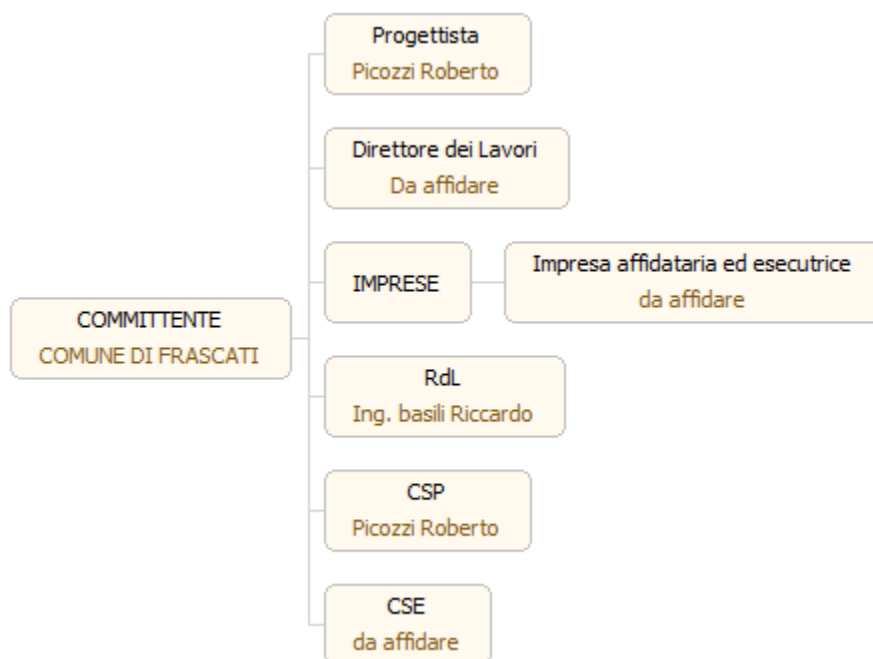 Progettista
Picozzi Roberto
Direttore dei Lavori
Da affidare
IMPRESE
Impresa affidataria ed esecutrice
da affidare
COMMITTENTE
COMUNE DI FRASCATI
RdL
Ing. basili Riccardo
CSP
Picozzi Roberto
CSE
da affidare